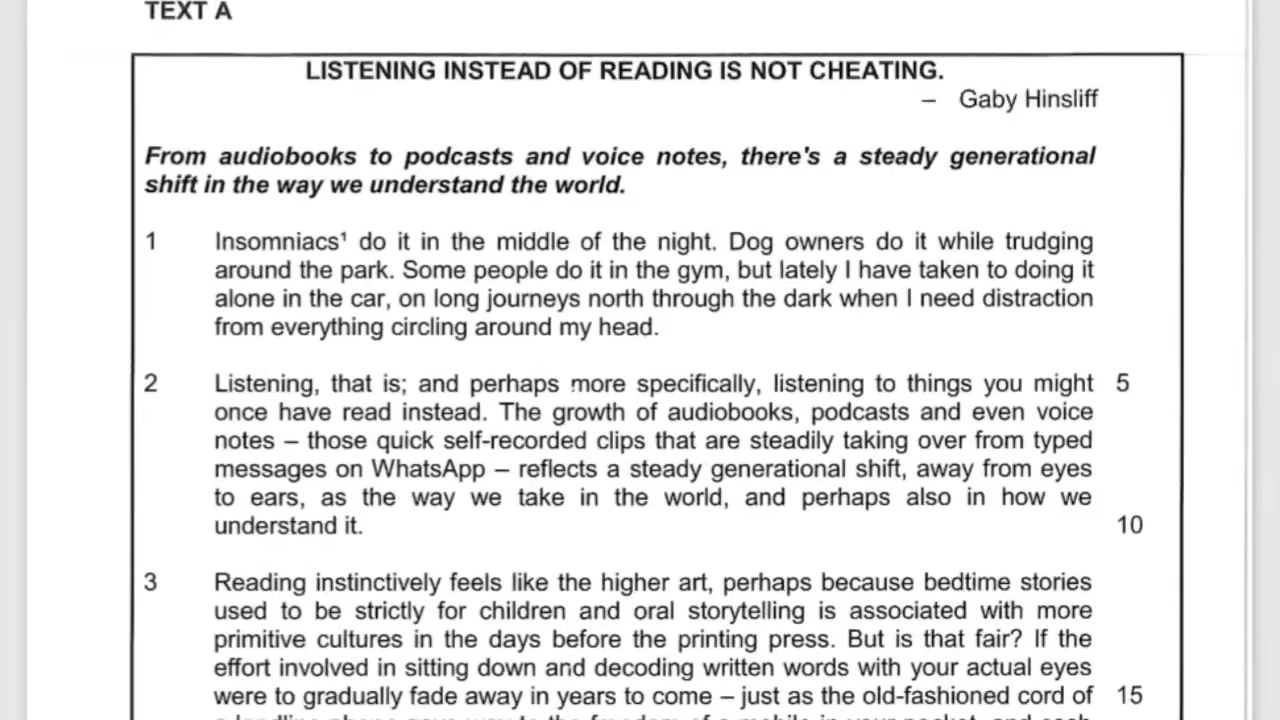 TEXT A
LISTENING INSTEAD OF READING IS NOT CHEATING.
– Gaby Hinsliff
From audiobooks to podcasts and voice notes, there's a steady generational
shift in the way we understand the world.
1 Insomniacs¹ do it in the middle of the night. Dog owners do it while trudging
around the park. Some people do it in the gym, but lately I have taken to doing it
alone in the car, on long journeys north through the dark when I need distraction
from everything circling around my head.
2 Listening, that is; and perhaps more specifically, listening to things you might 5
once have read instead. The growth of audiobooks, podcasts and even voice
notes – those quick self-recorded clips that are steadily taking over from typed
messages on WhatsApp – reflects a steady generational shift, away from eyes
to ears, as the way we take in the world, and perhaps also in how we
understand it. 10
3 Reading instinctively feels like the higher art, perhaps because bedtime stories
used to be strictly for children and oral storytelling is associated with more
primitive cultures in the days before the printing press. But is that fair? If the
effort involved in sitting down and decoding written words with your actual eyes
were to gradually fade away in years to come – just as the old-fashioned cord of 15